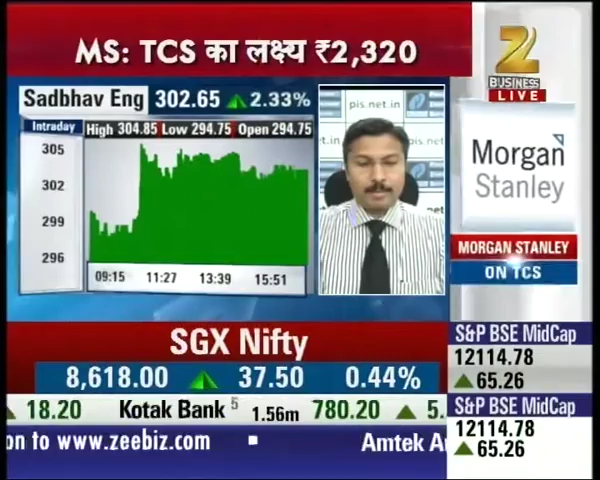 MS: TCS का लक्ष्य ₹2,320
Z
BUSINESS
LIVE
Sadbhav Eng 302.65 ▲ 2.33%
Intraday High 304.85 Low 294.75 Open 294.75
305
302
299
296
09:15 11:27 13:39 15:51
pis.net.in
Morgan
Stanley
MORGAN STANLEY
ON TCS
SGX Nifty
8,618.00 ▲ 37.50 0.44%
S&P BSE MidCap
12114.78
▲ 65.26
▲ 18.20 Kotak Bank 5 1.56m 780.20 ▲ 5.
S&P BSE MidCap
12114.78
▲ 65.26
on to www.zeebiz.com ▪ Amtek